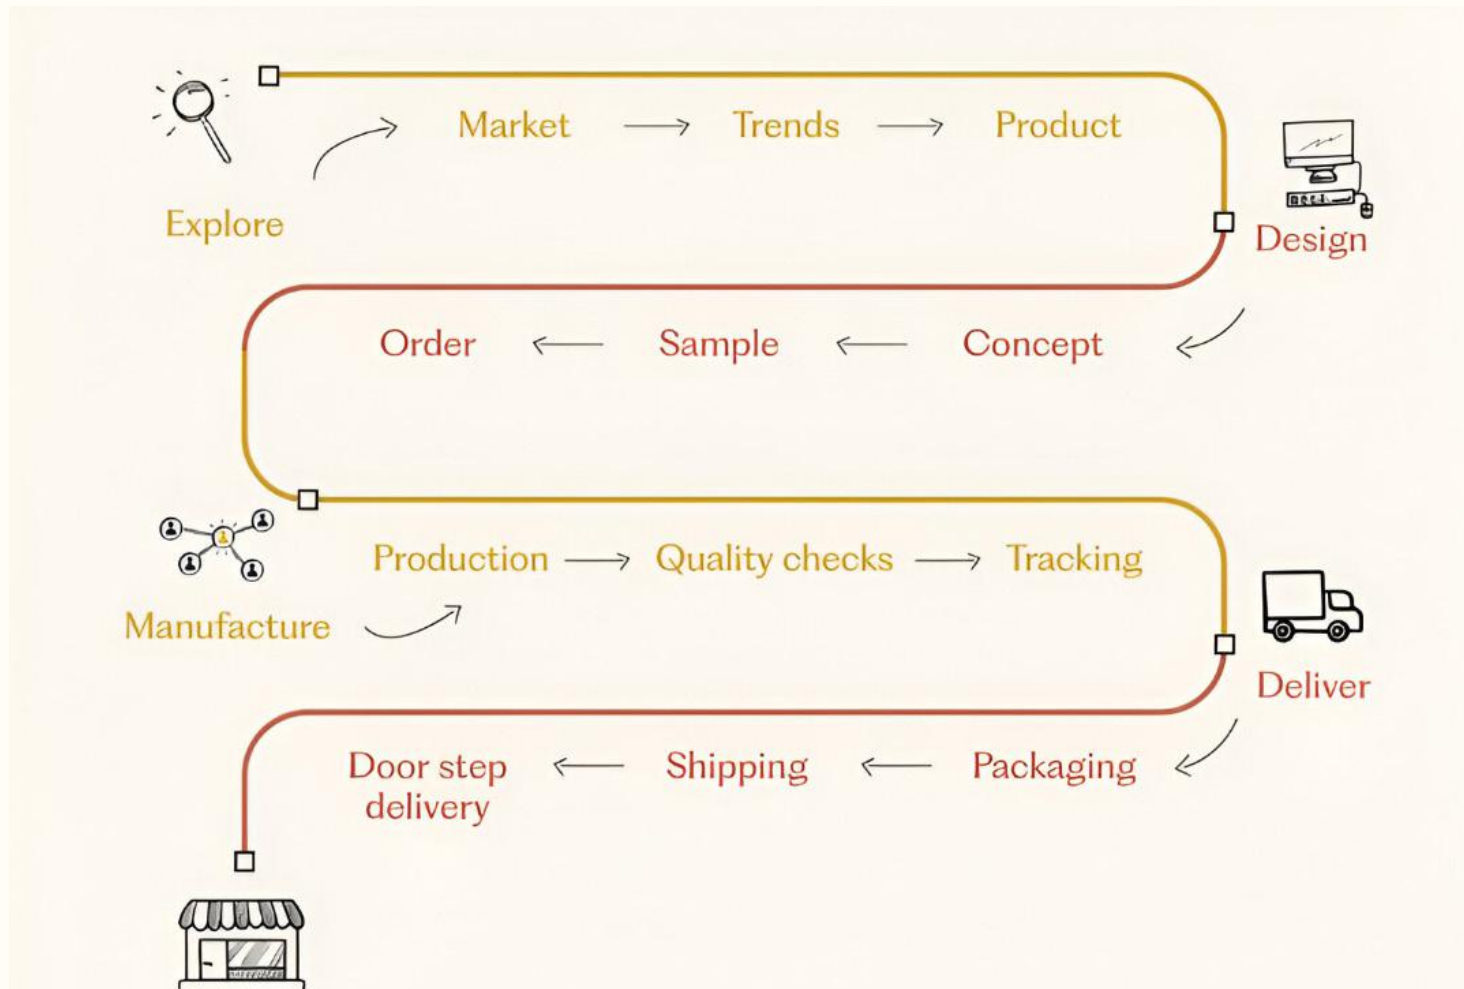 Market → Trends → Product
Explore
Design
Order ← Sample ← Concept
Production → Quality checks → Tracking
Manufacture
Deliver
Door step ← Shipping ← Packaging
delivery